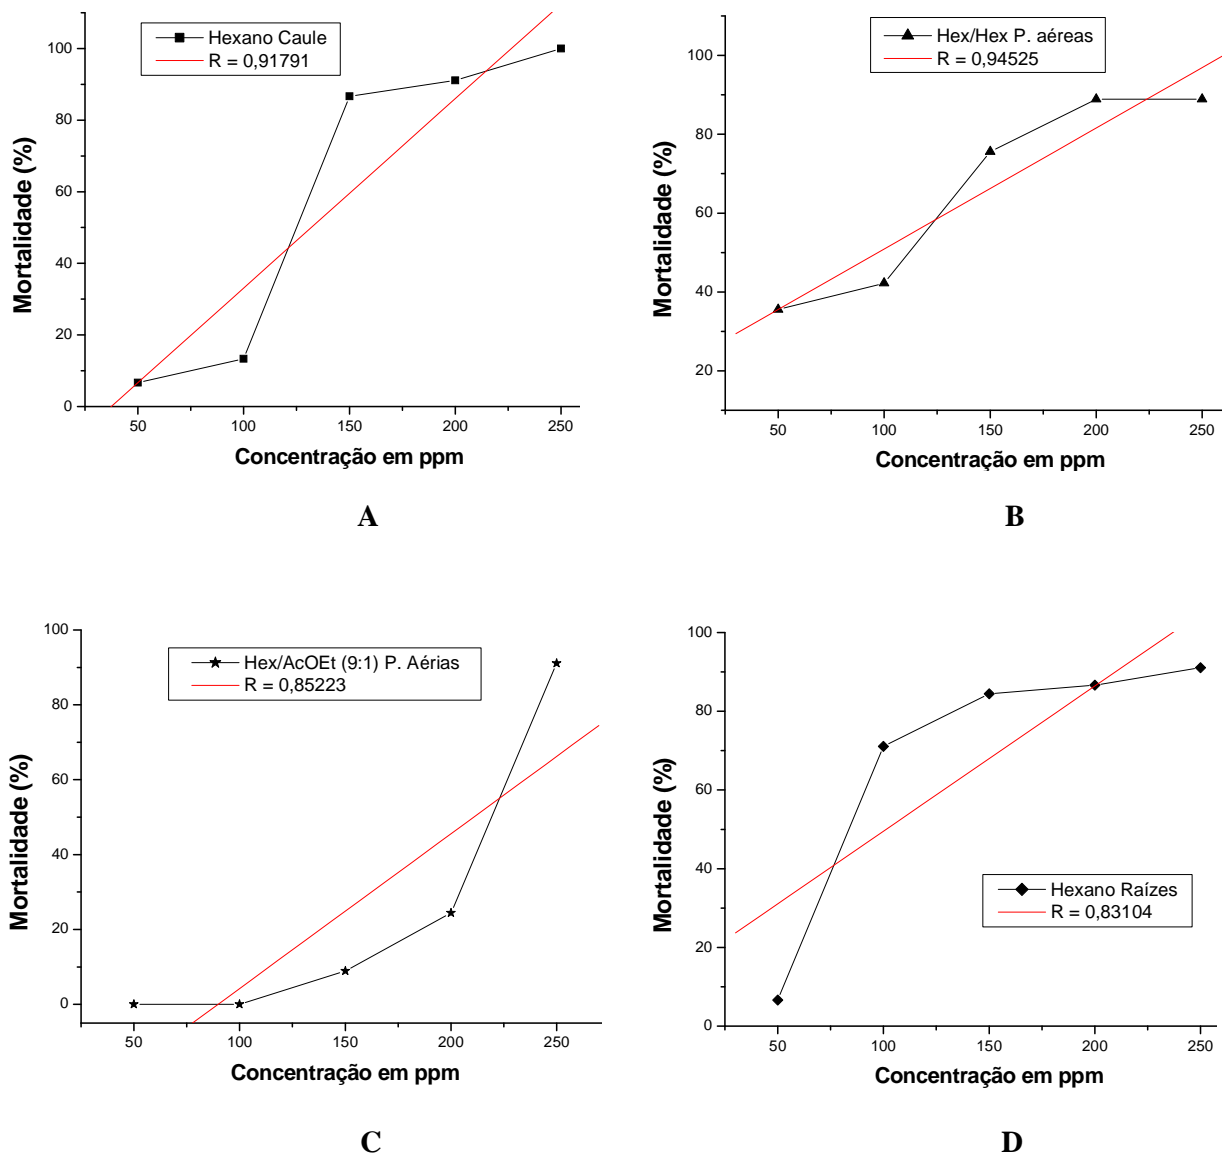 Hexano Caule
R = 0,91791
Mortalidade (%)
100
80
60
40
20
0
50 100 150 200 250
Concentração em ppm
A
Hex/Hex P. aéreas
R = 0,94525
Mortalidade (%)
100
80
60
40
20
50 100 150 200 250
Concentração em ppm
B
Hex/AcOEt (9:1) P. Aérias
R = 0,85223
Mortalidade (%)
100
80
60
40
20
0
50 100 150 200 250
Concentração em ppm
C
Hexano Raízes
R = 0,83104
Mortalidade (%)
100
80
60
40
20
0
50 100 150 200 250
Concentração em ppm
D